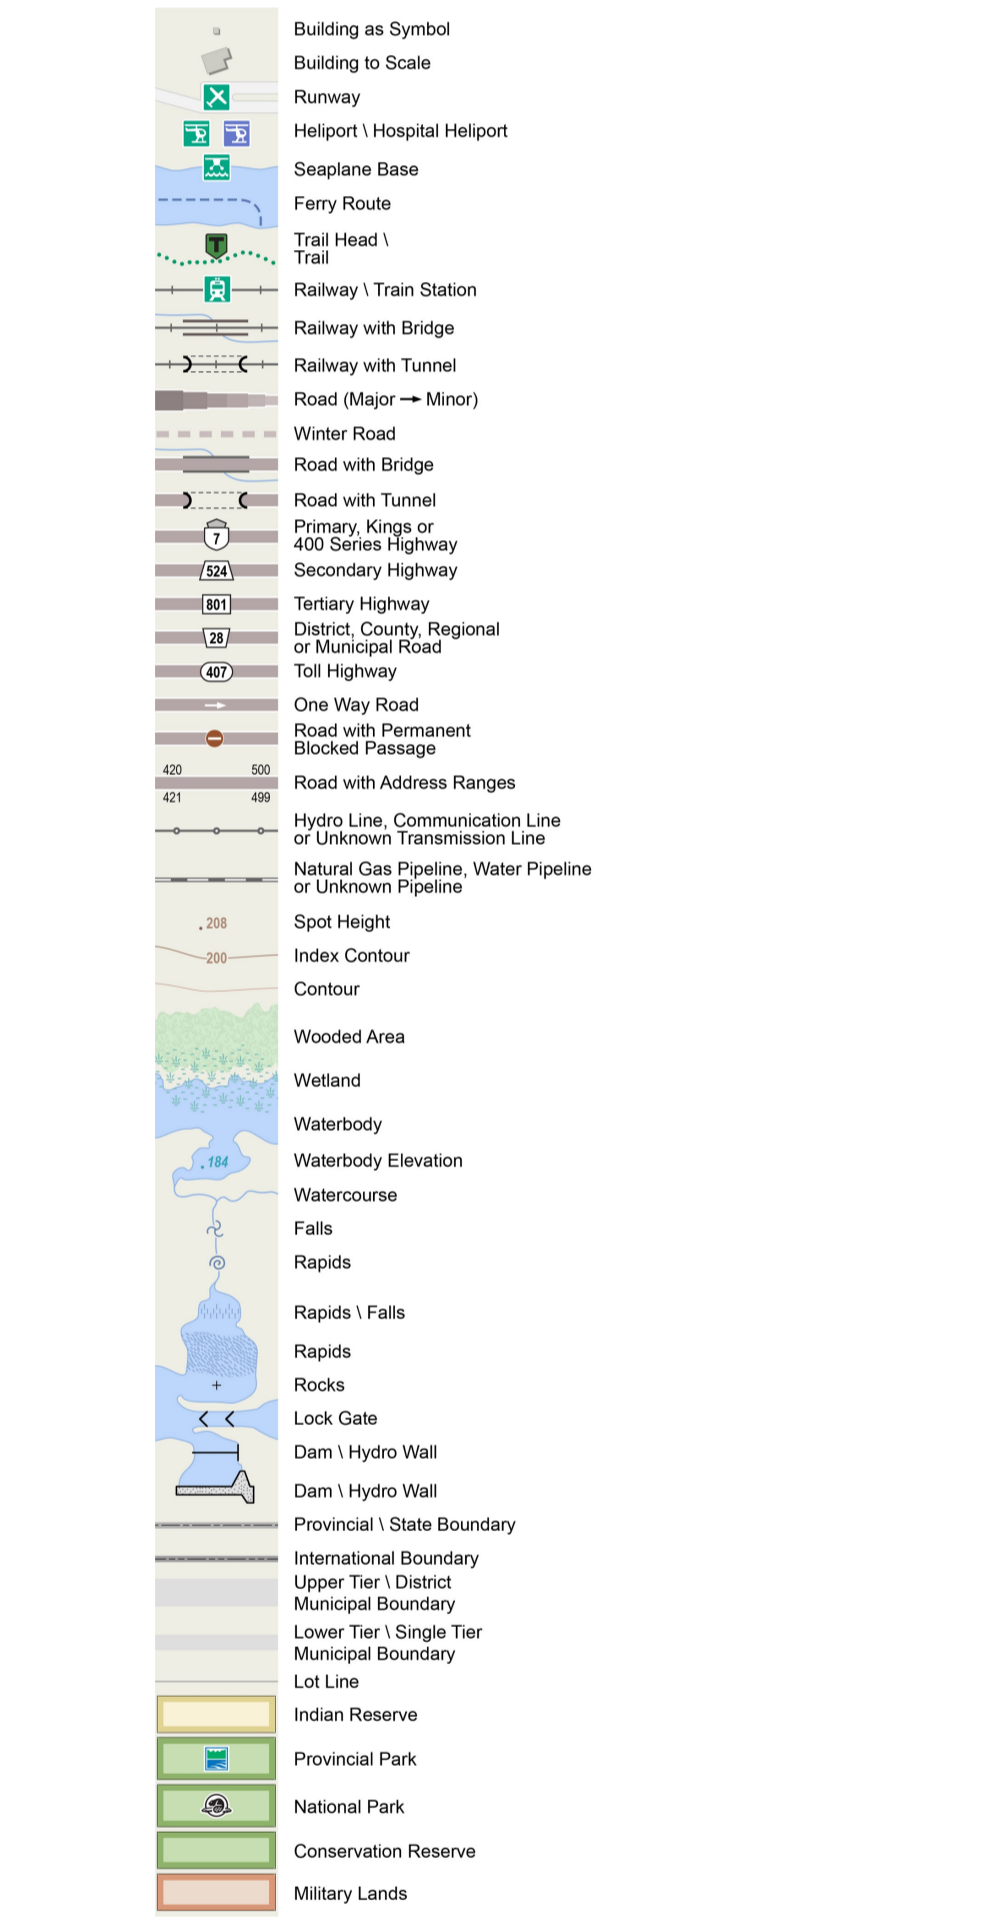 Building as Symbol
Building to Scale
Runway
Heliport \ Hospital Heliport
Seaplane Base
Ferry Route
T
Trail Head \
Trail
Railway \ Train Station
Railway with Bridge
Railway with Tunnel
Road (Major → Minor)
Winter Road
Road with Bridge
Road with Tunnel
7
Primary, Kings or
400 Series Highway
524 Secondary Highway
801 Tertiary Highway
28
District, County, Regional
or Municipal Road
407 Toll Highway
One Way Road
Road with Permanent
Blocked Passage
420 500
Road with Address Ranges
421 499
Hydro Line, Communication Line
or Unknown Transmission Line
Natural Gas Pipeline, Water Pipeline
or Unknown Pipeline
.208 Spot Height
200 Index Contour
Contour
Wooded Area
Wetland
Waterbody
.184 Waterbody Elevation
Watercourse
Falls
Rapids
Rapids \ Falls
Rapids
Rocks
Lock Gate
Dam \ Hydro Wall
Dam \ Hydro Wall
Provincial \ State Boundary
International Boundary
Upper Tier \ District
Municipal Boundary
Lower Tier \ Single Tier
Municipal Boundary
Lot Line
Indian Reserve
Provincial Park
National Park
Conservation Reserve
Military Lands